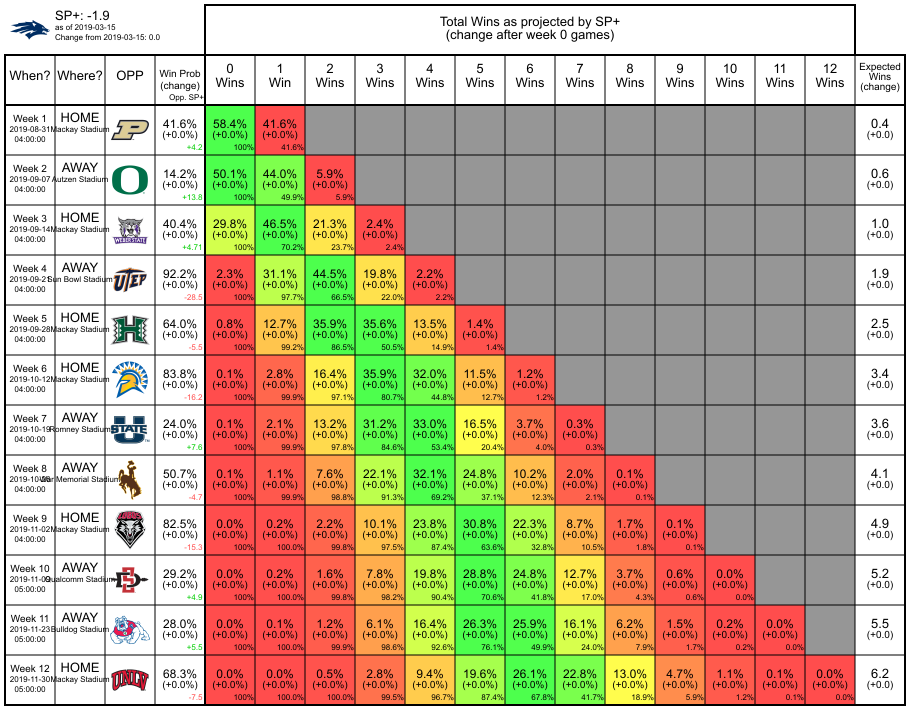 SP+: -1.9
as of 2019-03-15
Change from 2019-03-15: 0.0
Total Wins as projected by SP+
(change after week 0 games)
When? Where? OPP Win Prob (change) Opp. SP+ 0 Wins 1 Win 2 Wins 3 Wins 4 Wins 5 Wins 6 Wins 7 Wins 8 Wins 9 Wins 10 Wins 11 Wins 12 Wins Expected Wins (change)
Week 1 HOME 41.6% 58.4% 41.6% 0.4
2019-08-31 Mackay Stadium P (+0.0%) (+0.0%) (+0.0%) (+0.0)
04:00:00 +4.2 100% 41.6%
Week 2 AWAY 14.2% 50.1% 44.0% 5.9% 0.6
2019-09-07 Autzen Stadium O (+0.0%) (+0.0%) (+0.0%) (+0.0%) (+0.0)
04:00:00 +13.8 100% 49.9% 5.9%
Week 3 HOME 40.4% 29.8% 46.5% 21.3% 2.4% 1.0
2019-09-14 Mackay Stadium WEBER STATE (+0.0%) (+0.0%) (+0.0%) (+0.0%) (+0.0%) (+0.0)
04:00:00 +4.71 100% 70.2% 23.7% 2.4%
Week 4 AWAY 92.2% 2.3% 31.1% 44.5% 19.8% 2.2% 1.9
2019-09-21 Sun Bowl Stadium UTEP (+0.0%) (+0.0%) (+0.0%) (+0.0%) (+0.0%) (+0.0%) (+0.0)
04:00:00 -28.5 100% 97.7% 66.5% 22.0% 2.2%
Week 5 HOME 64.0% 0.8% 12.7% 35.9% 35.6% 13.5% 1.4% 2.5
2019-09-28 Mackay Stadium H (+0.0%) (+0.0%) (+0.0%) (+0.0%) (+0.0%) (+0.0%) (+0.0%) (+0.0)
04:00:00 -5.5 100% 99.2% 86.5% 50.5% 14.9% 1.4%
Week 6 HOME 83.8% 0.1% 2.8% 16.4% 35.9% 32.0% 11.5% 1.2% 3.4
2019-10-12 Mackay Stadium (+0.0%) (+0.0%) (+0.0%) (+0.0%) (+0.0%) (+0.0%) (+0.0%) (+0.0%) (+0.0)
04:00:00 -16.2 100% 99.9% 97.1% 80.7% 44.8% 12.7% 1.2%
Week 7 AWAY 24.0% 0.1% 2.1% 13.2% 31.2% 33.0% 16.5% 3.7% 0.3% 3.6
2019-10-19 Romney Stadium U STATE (+0.0%) (+0.0%) (+0.0%) (+0.0%) (+0.0%) (+0.0%) (+0.0%) (+0.0%) (+0.0%) (+0.0)
04:00:00 +7.6 100% 99.9% 97.8% 84.6% 53.4% 20.4% 4.0% 0.3%
Week 8 AWAY 50.7% 0.1% 1.1% 7.6% 22.1% 32.1% 24.8% 10.2% 2.0% 0.1% 4.1
Memorial Stadium (+0.0%) (+0.0%) (+0.0%) (+0.0%) (+0.0%) (+0.0%) (+0.0%) (+0.0%) (+0.0%) (+0.0%) (+0.0)
04:00:00 -4.7 100% 99.9% 98.8% 91.3% 69.2% 37.1% 12.3% 2.1% 0.1%
Week 9 HOME 82.5% 0.0% 0.2% 2.2% 10.1% 23.8% 30.8% 22.3% 8.7% 1.7% 0.1% 4.9
2019-11-02 Mackay Stadium (+0.0%) (+0.0%) (+0.0%) (+0.0%) (+0.0%) (+0.0%) (+0.0%) (+0.0%) (+0.0%) (+0.0%) (+0.0%) (+0.0)
04:00:00 -15.3 100% 100.0% 99.8% 97.5% 87.4% 63.6% 32.8% 10.5% 1.8% 0.1%
Week 10 AWAY 29.2% 0.0% 0.2% 1.6% 7.8% 19.8% 28.8% 24.8% 12.7% 3.7% 0.6% 0.0% 5.2
2019-11-09 Qualcomm Stadium SD (+0.0%) (+0.0%) (+0.0%) (+0.0%) (+0.0%) (+0.0%) (+0.0%) (+0.0%) (+0.0%) (+0.0%) (+0.0%) (+0.0%) (+0.0)
05:00:00 +4.9 100% 100.0% 99.8% 98.2% 90.4% 70.6% 41.8% 17.0% 4.3% 0.6% 0.0%
Week 11 AWAY 28.0% 0.0% 0.1% 1.2% 6.1% 16.4% 26.3% 25.9% 16.1% 6.2% 1.5% 0.2% 0.0% 5.5
2019-11-23 Bulldog Stadium (+0.0%) (+0.0%) (+0.0%) (+0.0%) (+0.0%) (+0.0%) (+0.0%) (+0.0%) (+0.0%) (+0.0%) (+0.0%) (+0.0%) (+0.0%) (+0.0)
05:00:00 +5.5 100% 100.0% 99.9% 98.6% 92.6% 76.1% 49.9% 24.0% 7.9% 1.7% 0.2% 0.0%
Week 12 HOME 68.3% 0.0% 0.0% 0.5% 2.8% 9.4% 19.6% 26.1% 22.8% 13.0% 4.7% 1.1% 0.1% 0.0% 6.2
2019-11-30 Mackay Stadium UNLV (+0.0%) (+0.0%) (+0.0%) (+0.0%) (+0.0%) (+0.0%) (+0.0%) (+0.0%) (+0.0%) (+0.0%) (+0.0%) (+0.0%) (+0.0%) (+0.0%) (+0.0)
05:00:00 -7.5 100% 100.0% 100.0% 99.5% 96.7% 87.4% 67.8% 41.7% 18.9% 5.9% 1.2% 0.1% 0.0%